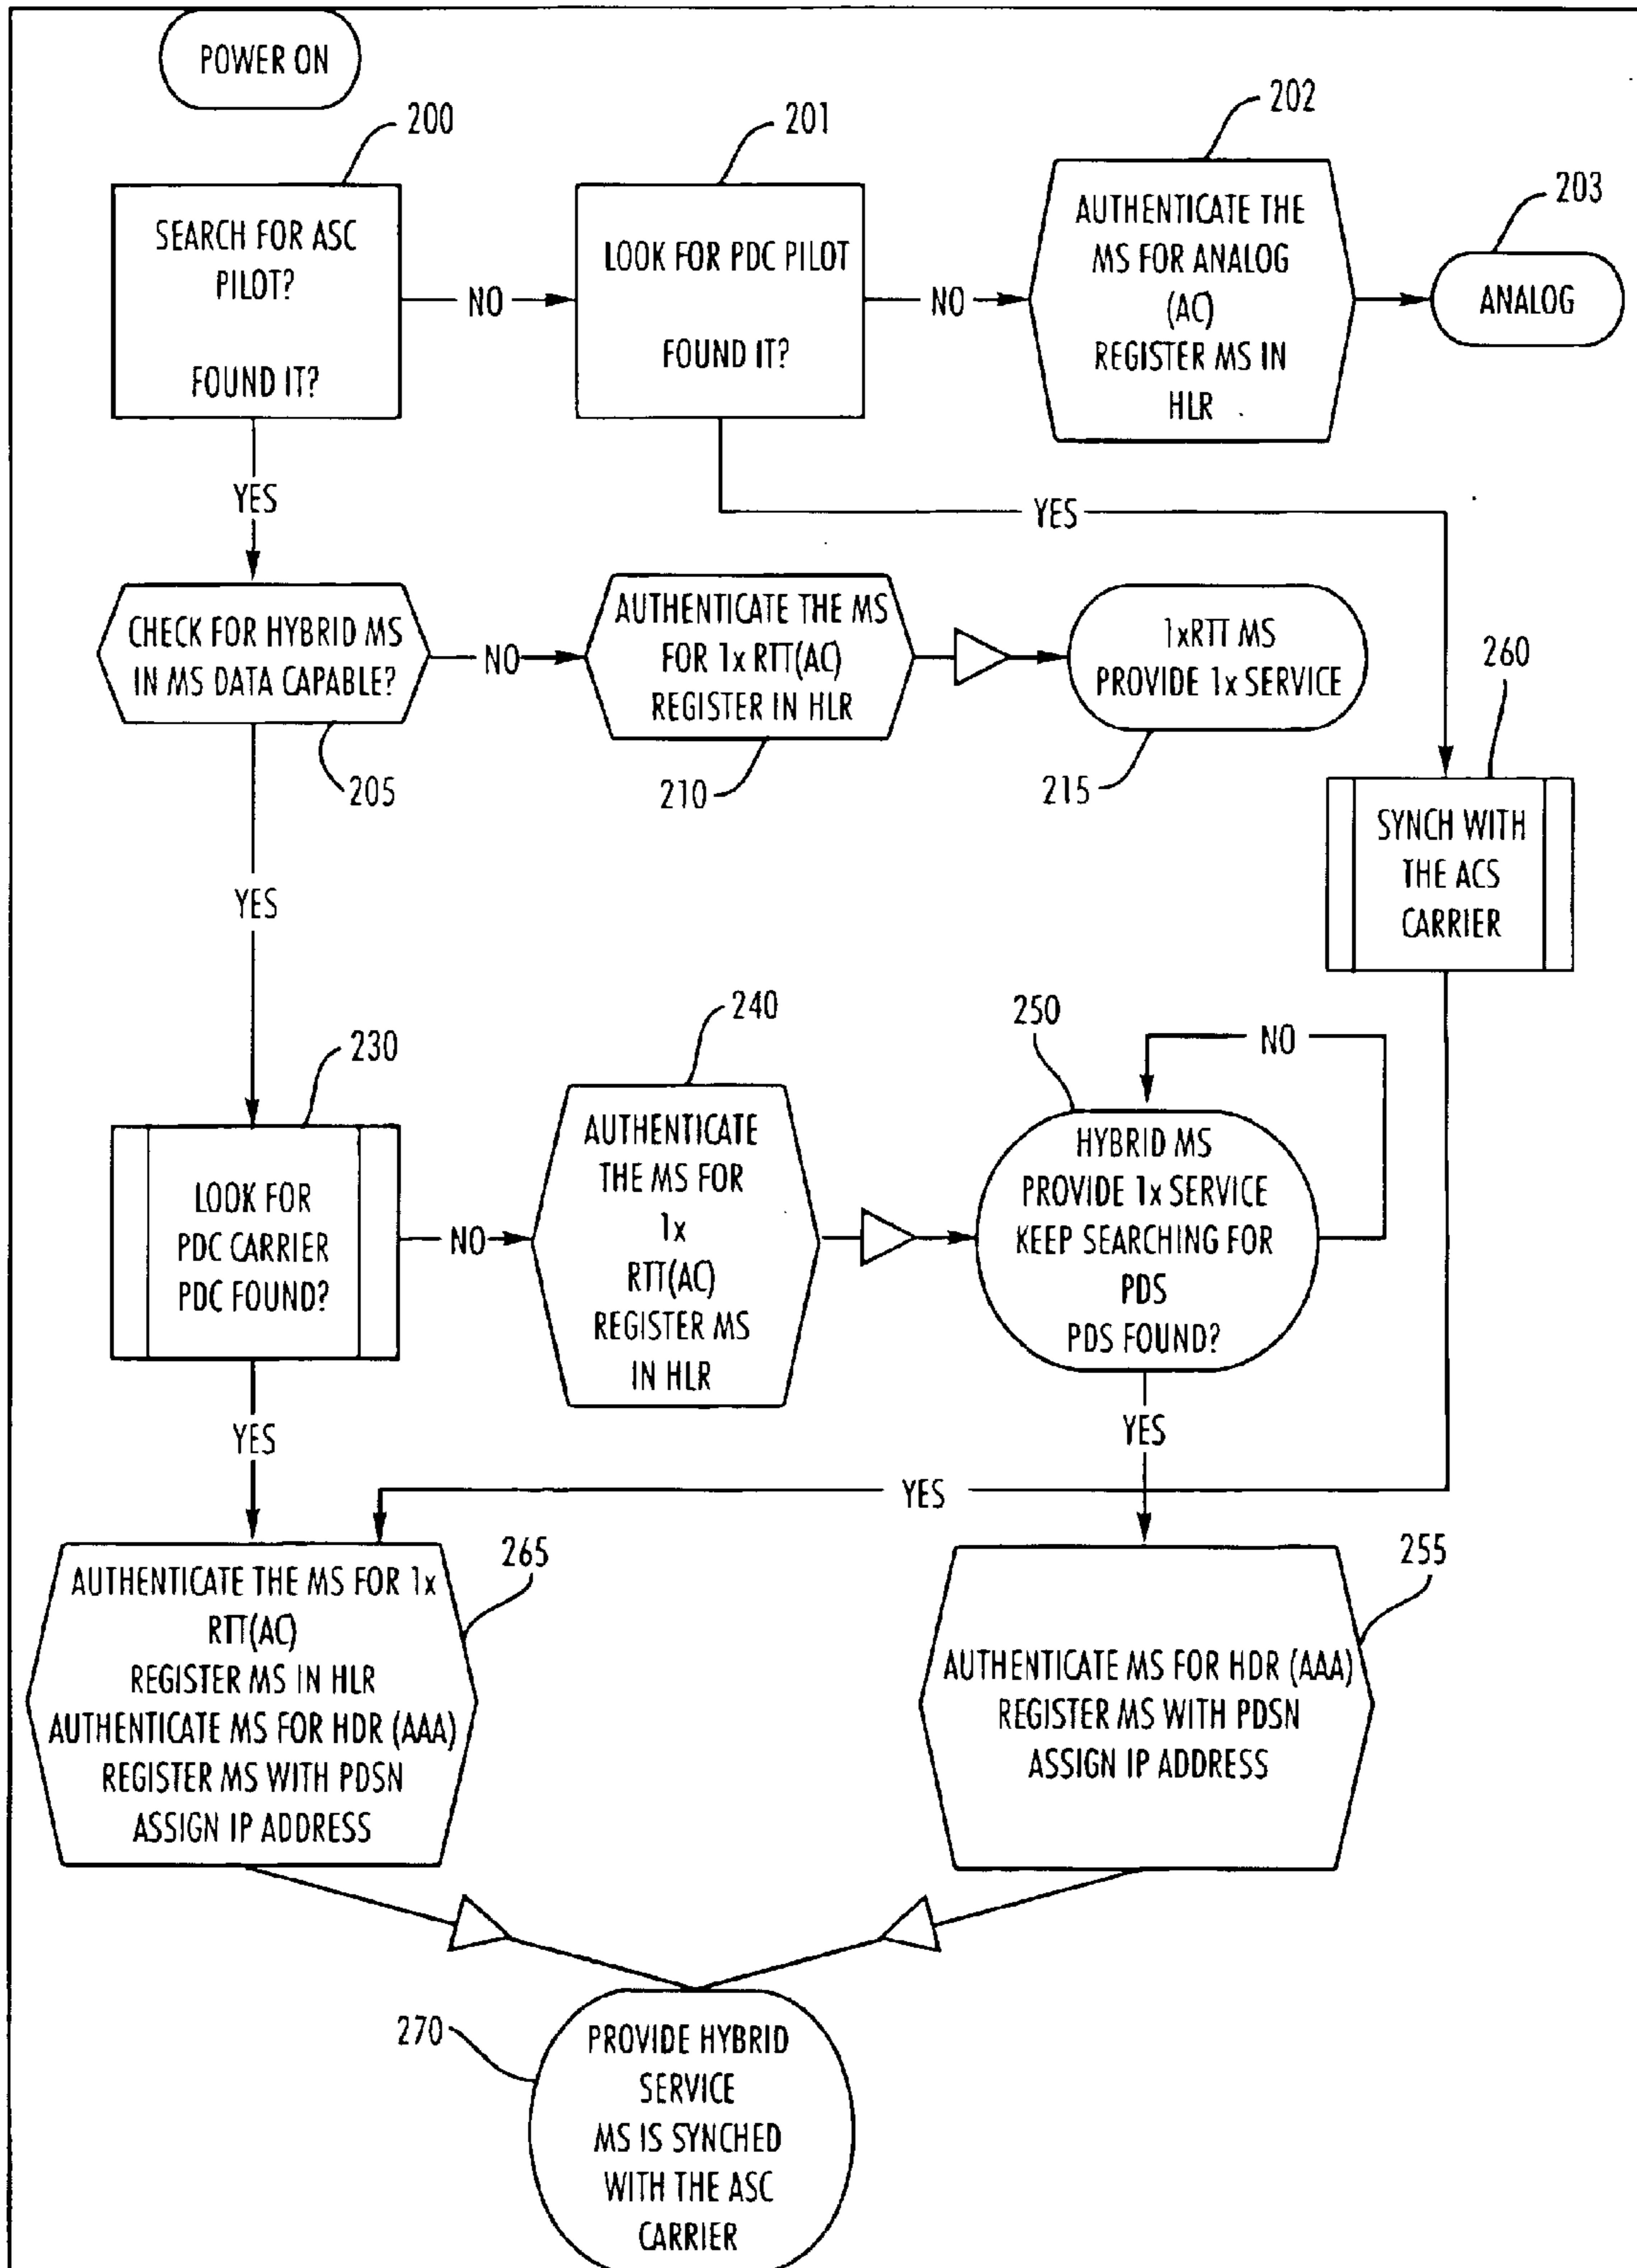 POWER ON
200
201
202
203
SEARCH FOR ASC
PILOT?
FOUND IT?
NO
LOOK FOR PDC PILOT
FOUND IT?
NO
AUTHENTICATE THE
MS FOR ANALOG
(AC)
REGISTER MS IN
HLR
ANALOG
YES
YES
CHECK FOR HYBRID MS
IN MS DATA CAPABLE?
205
NO
AUTHENTICATE THE MS
FOR 1x RTT(AC)
REGISTER IN HLR
210
1xRTT MS
PROVIDE 1x SERVICE
215
260
SYNCH WITH
THE ACS
CARRIER
YES
230
LOOK FOR
PDC CARRIER
PDC FOUND?
NO
240
AUTHENTICATE
THE MS FOR
1x
RTT(AC)
REGISTER MS
IN HLR
250
NO
HYBRID MS
PROVIDE 1x SERVICE
KEEP SEARCHING FOR
PDS
PDS FOUND?
YES
YES
YES
265
AUTHENTICATE THE MS FOR 1x
RTT(AC)
REGISTER MS IN HLR
AUTHENTICATE MS FOR HDR (AAA)
REGISTER MS WITH PDSN
ASSIGN IP ADDRESS
255
AUTHENTICATE MS FOR HDR (AAA)
REGISTER MS WITH PDSN
ASSIGN IP ADDRESS
270
PROVIDE HYBRID
SERVICE
MS IS SYNCHED
WITH THE ASC
CARRIER